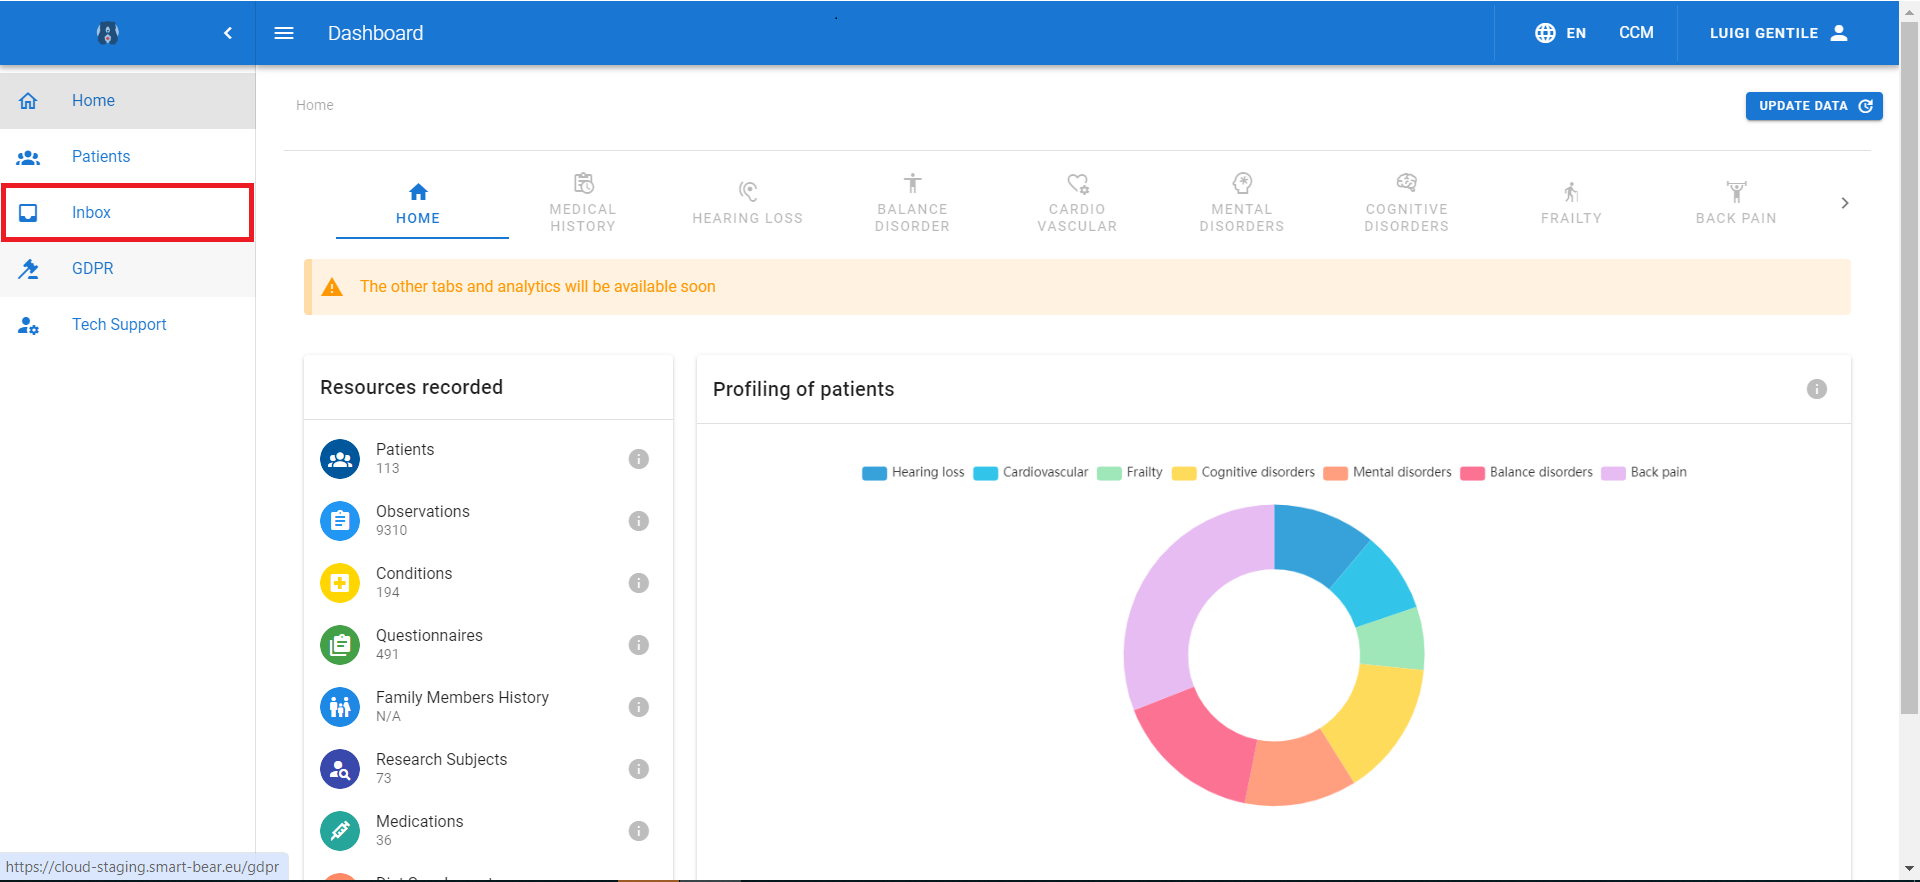 Dashboard
EN
CCM
LUIGI GENTILE
Home
Patients
Inbox
GDPR
Tech Support
Home
UPDATE DATA
HOME
MEDICAL
HISTORY
HEARING LOSS
BALANCE
DISORDER
CARDIO
VASCULAR
MENTAL
DISORDERS
COGNITIVE
DISORDERS
FRAILTY
BACK PAIN
The other tabs and analytics will be available soon
Resources recorded
Patients
113
Observations
9310
Conditions
194
Questionnaires
491
Family Members History
N/A
Research Subjects
73
Medications
36
Profiling of patients
Hearing loss
Cardiovascular
Frailty
Cognitive disorders
Mental disorders
Balance disorders
Back pain
https://cloud-staging.smart-bear.eu/gdpr